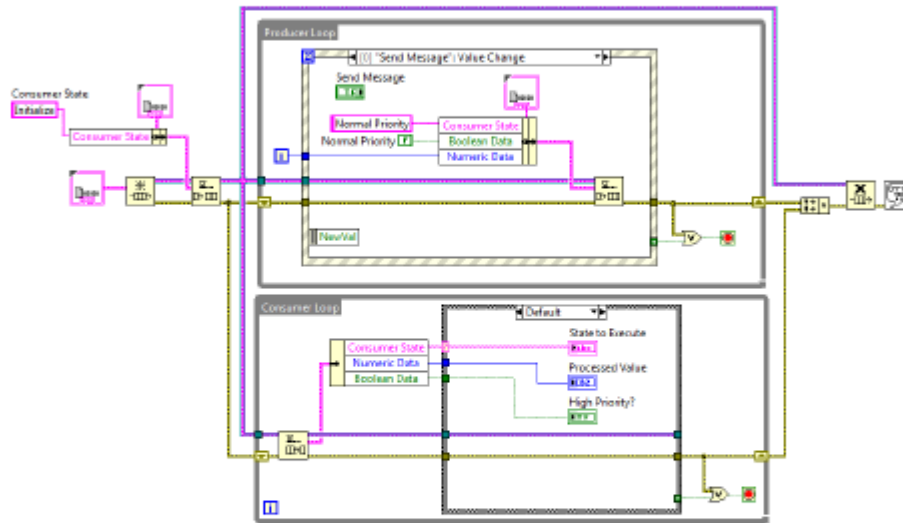 Producer Loop
[0] "Send Message": Value Change
Send Message
Consumer State
Initialize
Consumer State
Normal Priority
Consumer State
Normal Priority
F
Boolean Data
i
Numeric Data
NewVal
Consumer Loop
Default
State to Execute
Consumer State
Numeric Data
Processed Value
Boolean Data
High Priority?
i